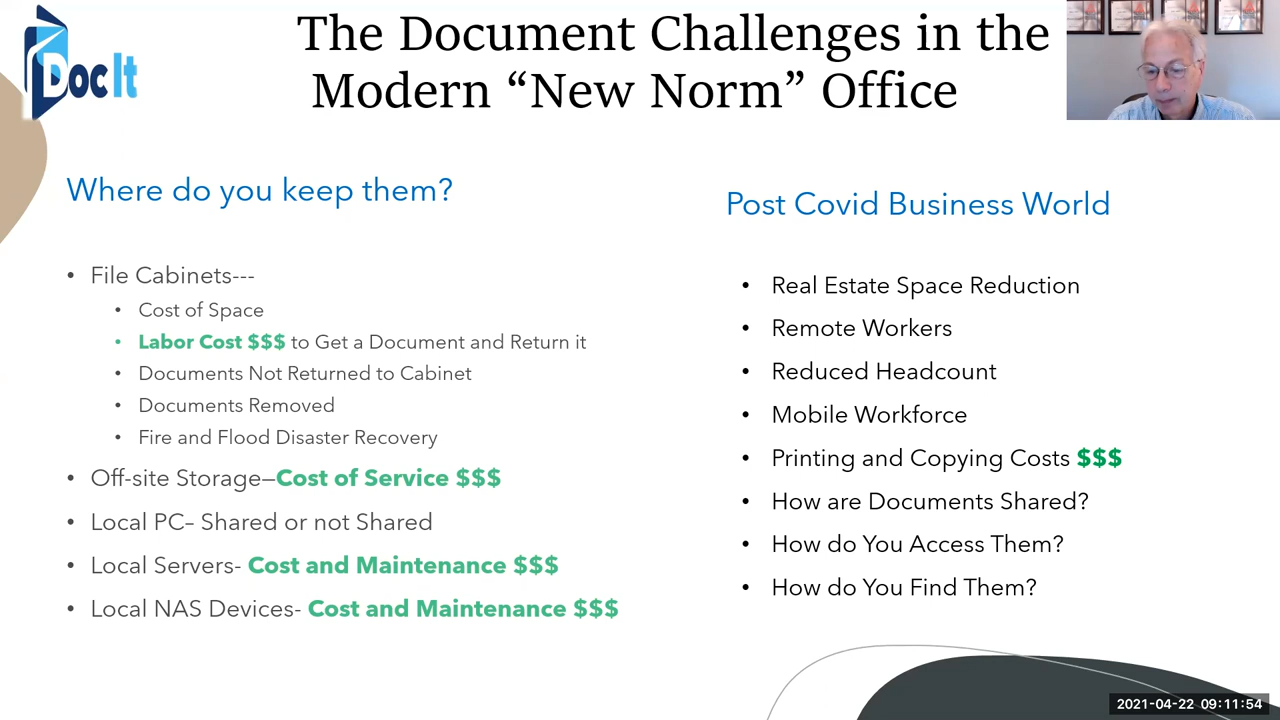 Doc It
The Document Challenges in the
Modern “New Norm” Office
Where do you keep them?
• File Cabinets---
• Cost of Space
• Labor Cost $$$ to Get a Document and Return it
• Documents Not Returned to Cabinet
• Documents Removed
• Fire and Flood Disaster Recovery
• Off-site Storage—Cost of Service $$$
• Local PC– Shared or not Shared
• Local Servers- Cost and Maintenance $$$
• Local NAS Devices- Cost and Maintenance $$$
Post Covid Business World
• Real Estate Space Reduction
• Remote Workers
• Reduced Headcount
• Mobile Workforce
• Printing and Copying Costs $$$
• How are Documents Shared?
• How do You Access Them?
• How do You Find Them?
2021-04-22 09:11:54